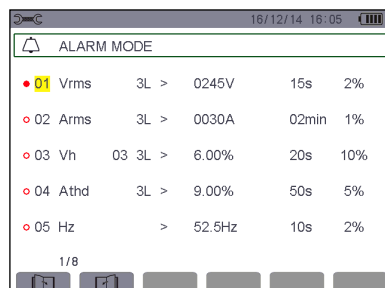 16/12/14 16:05
ALARM MODE
01 Vrms 3L > 0245V 15s 2%
02 Arms 3L > 0030A 02min 1%
03 Vh 03 3L > 6.00% 20s 10%
04 Athd 3L > 9.00% 50s 5%
05 Hz > 52.5Hz 10s 2%
1/8